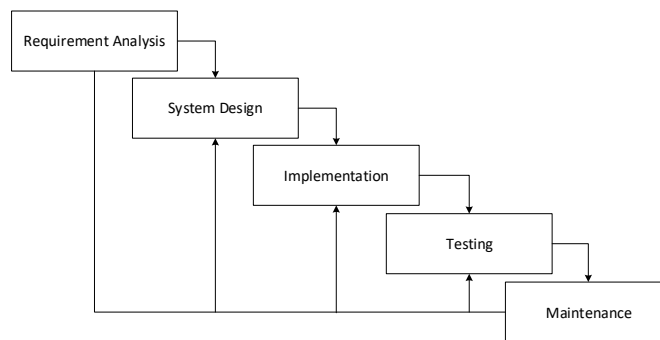 Requirement Analysis
System Design
Implementation
Testing
Maintenance